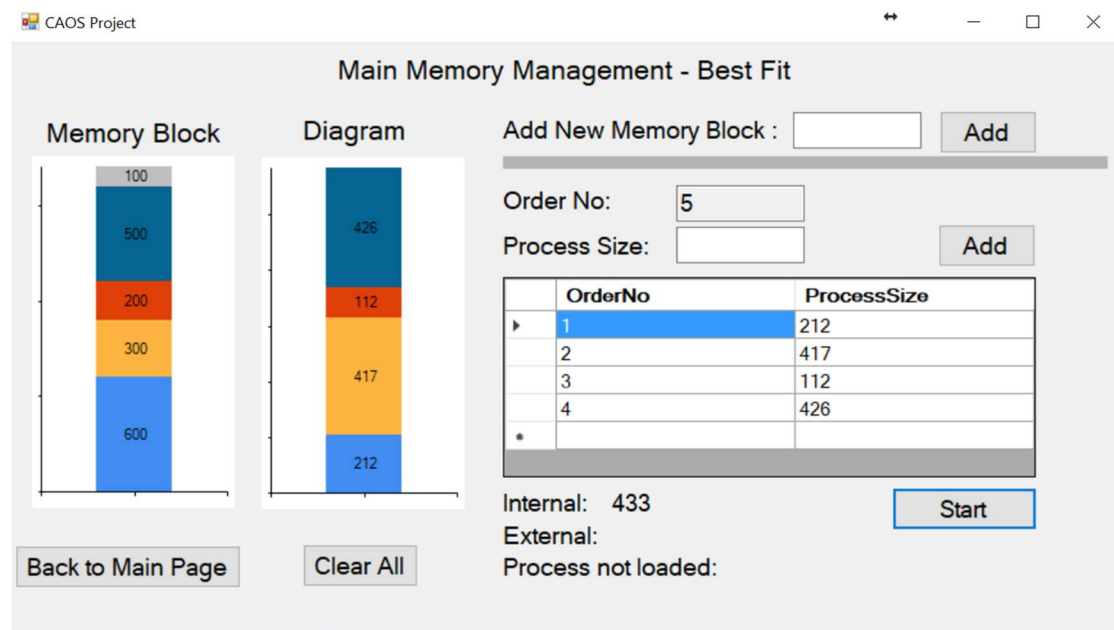 CAOS Project
Main Memory Management - Best Fit
Memory Block
100
500
200
300
600
Diagram
426
112
417
212
Add New Memory Block :
Add
Order No: 5
Process Size:
Add
OrderNo ProcessSize
1 212
2 417
3 112
4 426
Internal: 433
Start
External:
Process not loaded:
Back to Main Page
Clear All